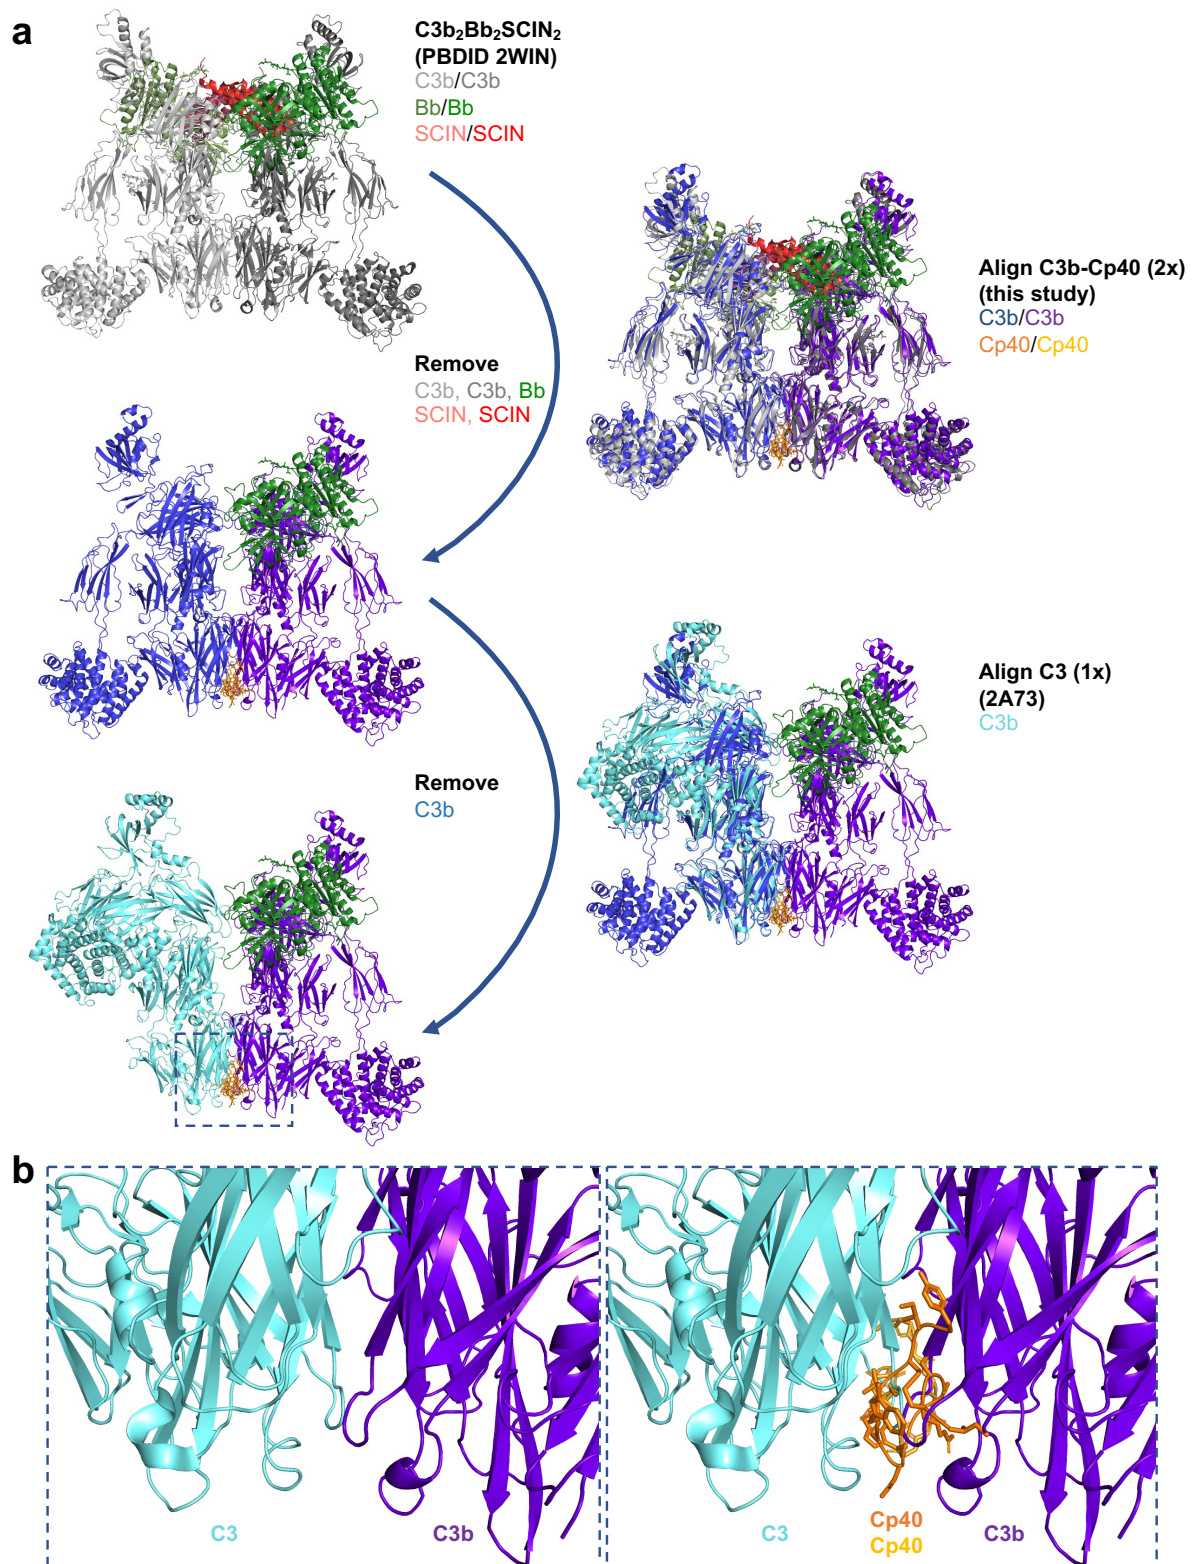 a
C3b₂Bb₂SCIN₂
(PBDID 2WIN)
C3b/C3b
Bb/Bb
SCIN/SCIN
Align C3b-Cp40 (2x)
(this study)
C3b/C3b
Cp40/Cp40
Remove
C3b, C3b, Bb
SCIN, SCIN
Align C3 (1x)
(2A73)
C3b
Remove
C3b
b
C3
C3b
C3
Cp40
Cp40
C3b